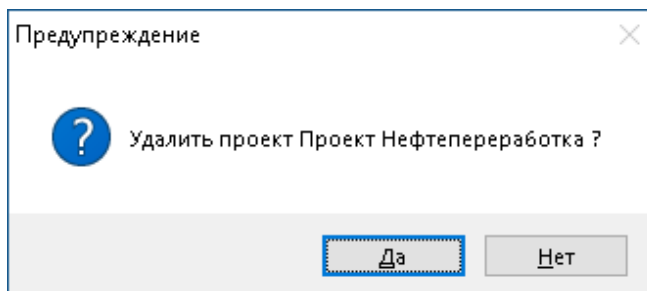 Предупреждение
Удалить проект Проект Нефтепереработка ?
Да
Нет